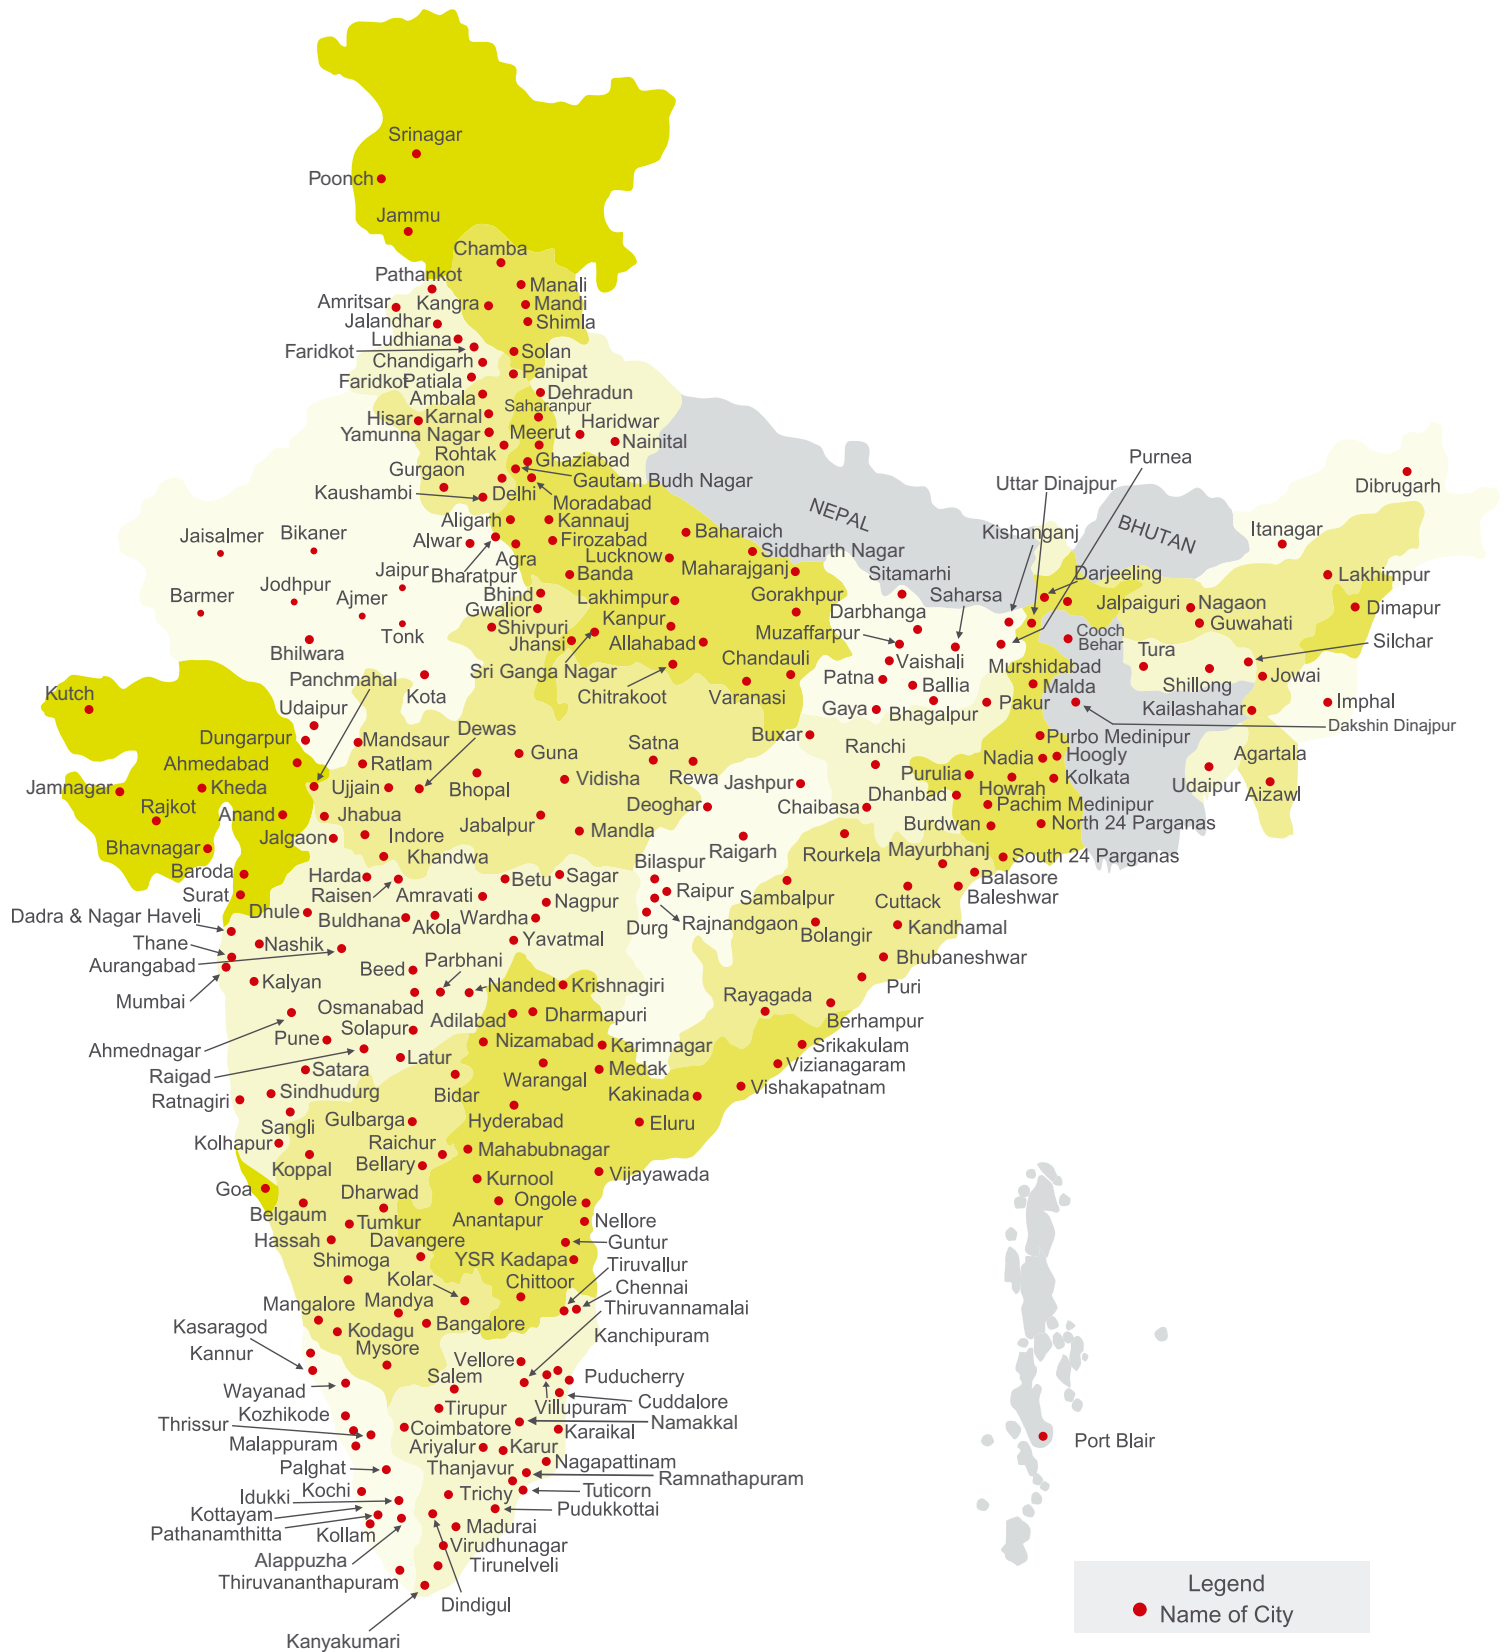 Srinagar
Poonch
Jammu
Chamba
Pathankot
Manali
Amritsar
Kangra
Mandi
Jalandhar
Shimla
Ludhiana
Faridkot
Solan
Chandigarh
Panipat
Faridkot
Patiala
Ambala
Dehradun
Saharanpur
Hisar
Karnal
Haridwar
Yamunna Nagar
Meerut
Nainital
Rohtak
Ghaziabad
Gurgaon
Gautam Budh Nagar
Kaushambi
Delhi
Moradabad
Purnea
Uttar Dinajpur
Dibrugarh
NEPAL
BHUTAN
Kishanganj
Itanagar
Jaisalmer
Bikaner
Aligarh
Kannauj
Baharaich
Alwar
Agra
Firozabad
Siddharth Nagar
Lucknow
Maharajganj
Bharatpur
Banda
Sitamarhi
Darjeeling
Lakhimpur
Jodhpur
Jaipur
Bhind
Lakhimpur
Gorakhpur
Saharsa
Jalpaiguri
Nagaon
Dimapur
Barmer
Ajmer
Gwalior
Kanpur
Darbhanga
Guwahati
Tonk
Shivpuri
Jhansi
Allahabad
Muzaffarpur
Cooch
Behar
Tura
Silchar
Bhilwara
Panchmahal
Sri Ganga Nagar
Chandauli
Vaishali
Murshidabad
Shillong
Jowai
Kutch
Kota
Chitrakoot
Varanasi
Patna
Ballia
Malda
Udaipur
Gaya
Bhagalpur
Pakur
Kailashahar
Imphal
Dakshin Dinajpur
Dungarpur
Mandsaur
Dewas
Guna
Satna
Buxar
Ranchi
Purbo Medinipur
Ahmedabad
Ratlam
Nadia
Hoogly
Agartala
Jamnagar
Kheda
Ujjain
Bhopal
Vidisha
Rewa
Jashpur
Purulia
Howrah
Kolkata
Udaipur
Aizawl
Rajkot
Anand
Jhabua
Jabalpur
Deoghar
Chaibasa
Dhanbad
Pachim Medinipur
Jalgaon
Indore
Mandla
Burdwan
North 24 Parganas
Bhavnagar
Khandwa
Raigarh
Rourkela
Mayurbhanj
South 24 Parganas
Baroda
Harda
Betu
Sagar
Bilaspur
Balasore
Surat
Raisen
Amravati
Nagpur
Raipur
Sambalpur
Cuttack
Baleshwar
Dadra & Nagar Haveli
Dhule
Buldhana
Akola
Wardha
Durg
Rajnandgaon
Bolangir
Kandhamal
Thane
Nashik
Yavatmal
Aurangabad
Beed
Parbhani
Bhubaneshwar
Mumbai
Kalyan
Nanded
Krishnagiri
Puri
Osmanabad
Adilabad
Dharmapuri
Rayagada
Berhampur
Solapur
Pune
Nizamabad
Karimnagar
Srikakulam
Ahmednagar
Latur
Vizianagaram
Raigad
Satara
Warangal
Medak
Vishakapatnam
Ratnagiri
Sindhudurg
Bidar
Kakinada
Sangli
Gulbarga
Hyderabad
Eluru
Kolhapur
Raichur
Mahabubnagar
Koppal
Bellary
Vijayawada
Goa
Dharwad
Kurnool
Ongole
Belgaum
Tumkur
Anantapur
Nellore
Hassah
Davangere
Guntur
Shimoga
YSR Kadapa
Tiruvallur
Kolar
Chittoor
Chennai
Mangalore
Mandya
Thiruvannamalai
Kasaragod
Kodagu
Bangalore
Kanchipuram
Kannur
Mysore
Vellore
Salem
Puducherry
Wayanad
Villupuram
Cuddalore
Kozhikode
Tirupur
Namakkal
Thrissur
Coimbatore
Karaikal
Malappuram
Ariyalur
Karur
Port Blair
Palghat
Thanjavur
Nagapattinam
Ramnathapuram
Kochi
Idukki
Trichy
Tuticorn
Kottayam
Pudukkottai
Pathanamthitta
Kollam
Madurai
Alappuzha
Virudhunagar
Thiruvananthapuram
Tirunelveli
Dindigul
Kanyakumari
Legend
Name of City